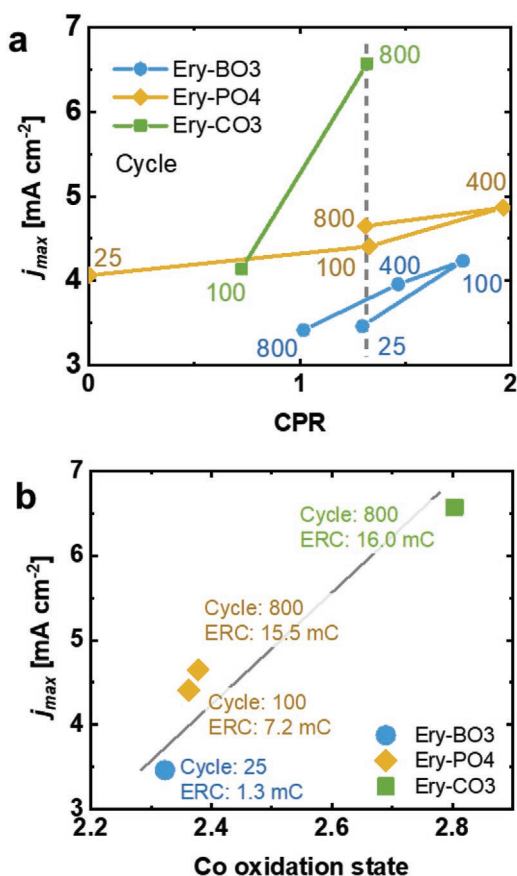 a
7
6
5
4
3
j_max [mA cm⁻²]
Ery-BO3
Ery-PO4
Ery-CO3
Cycle
800
400
800
25
100
400
100
100
800
25
0
1
2
CPR
b
7
6
5
4
3
j_max [mA cm⁻²]
Cycle: 800
ERC: 16.0 mC
Cycle: 800
ERC: 15.5 mC
Cycle: 100
ERC: 7.2 mC
Cycle: 25
ERC: 1.3 mC
Ery-BO3
Ery-PO4
Ery-CO3
2.2
2.4
2.6
2.8
Co oxidation state